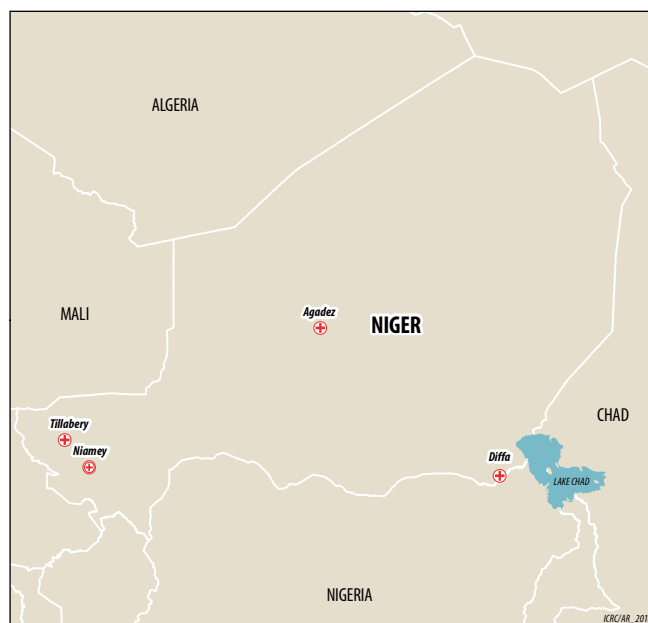 ALGERIA
Agadez
MALI
NIGER
CHAD
Tillabery
Niamey
Diffa
LAKE CHAD
NIGERIA